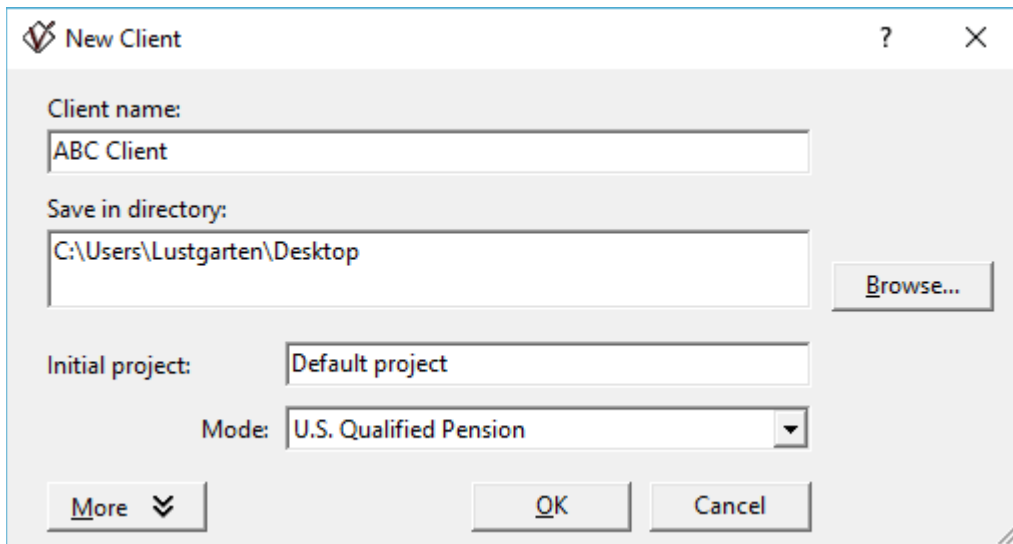 New Client
?
Client name:
ABC Client
Save in directory:
C:\Users\Lustgarten\Desktop
Browse...
Initial project:
Default project
Mode:
U.S. Qualified Pension
More
OK
Cancel